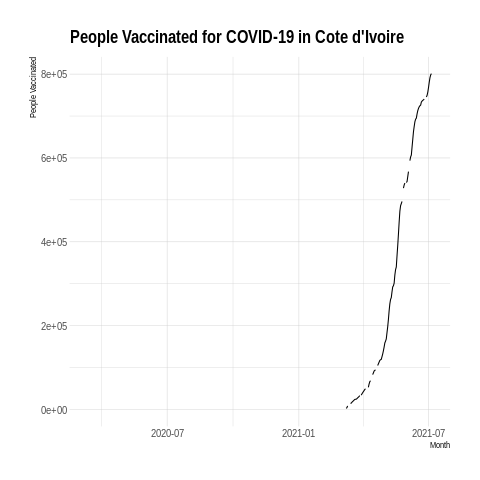 People Vaccinated for COVID-19 in Cote d'Ivoire
People Vaccinated
8e+05
6e+05
4e+05
2e+05
0e+00
2020-07
2021-01
2021-07
Month